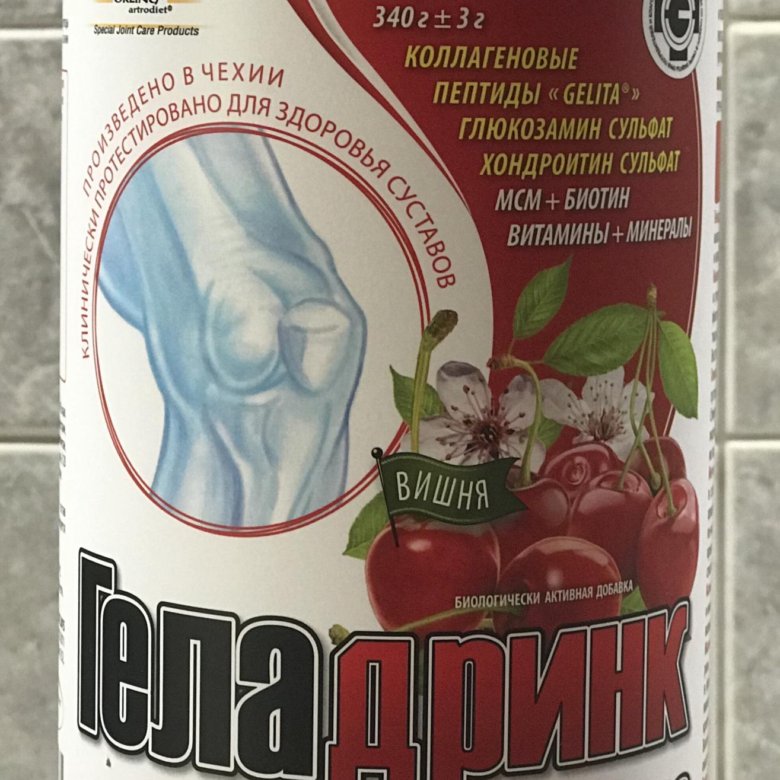 artrodiet®
Special Joint Care Products
340 г ± 3 г
КОЛЛАГЕНОВЫЕ
ПЕПТИДЫ «GELITA®»
ГЛЮКОЗАМИН СУЛЬФАТ
ХОНДРОИТИН СУЛЬФАТ
МСМ + БИОТИН
ВИТАМИНЫ + МИНЕРАЛЫ
ПРОИЗВЕДЕНО В ЧЕХИИ
КЛИНИЧЕСКИ ПРОТЕСТИРОВАНО ДЛЯ ЗДОРОВЬЯ СУСТАВОВ
ВИШНЯ
БИОЛОГИЧЕСКИ АКТИВНАЯ ДОБАВКА
Геладринк